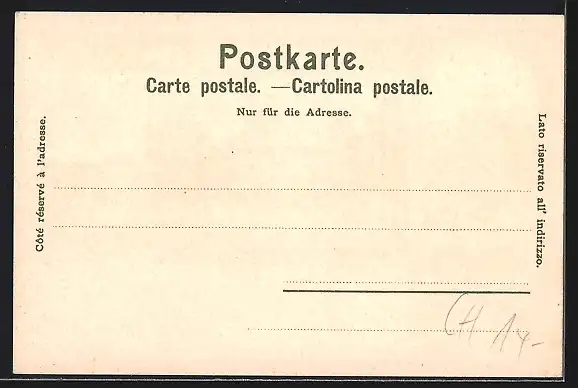 Postkarte.
Carte postale. — Cartolina postale.
Nur für die Adresse.
Côté réservé à l'adresse.
Lato riservato all' indirizzo.